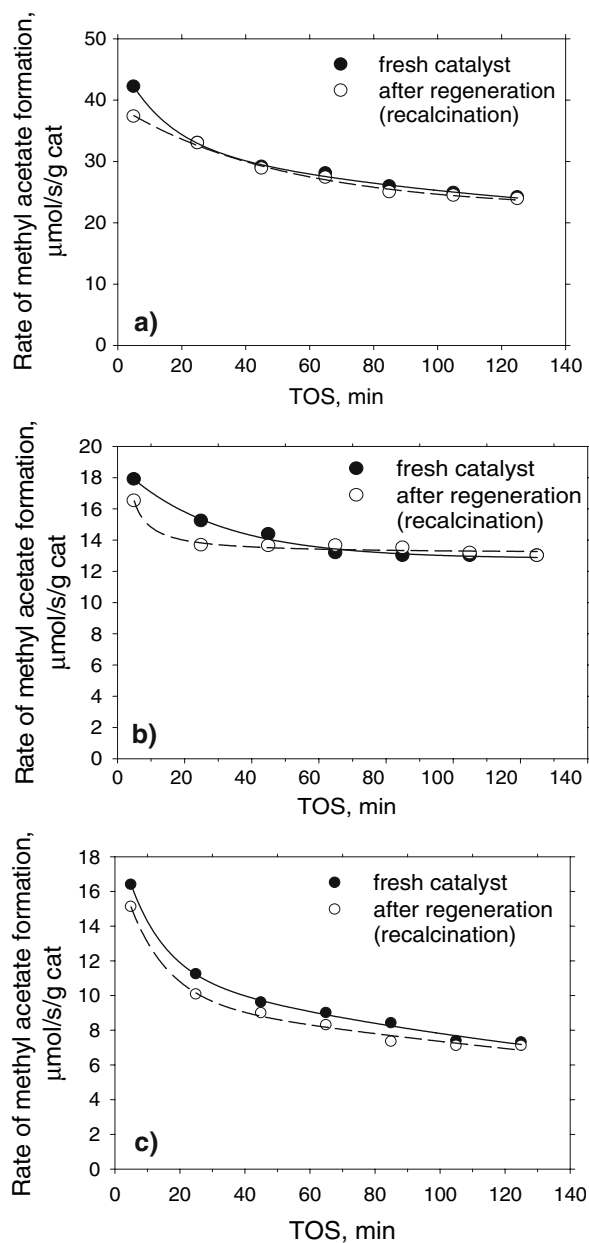 Rate of methyl acetate formation,
μmol/s/g cat
50
40
30
20
10
0
fresh catalyst
after regeneration
(recalcination)
a)
0 20 40 60 80 100 120 140
TOS, min
Rate of methyl acetate formation,
μmol/s/g cat
20
18
16
14
12
10
8
6
4
2
0
fresh catalyst
after regeneration
(recalcination)
b)
0 20 40 60 80 100 120 140
TOS, min
Rate of methyl acetate formation,
μmol/s/g cat
18
16
14
12
10
8
6
4
2
0
fresh catalyst
after regeneration
(recalcination)
c)
0 20 40 60 80 100 120 140
TOS, min